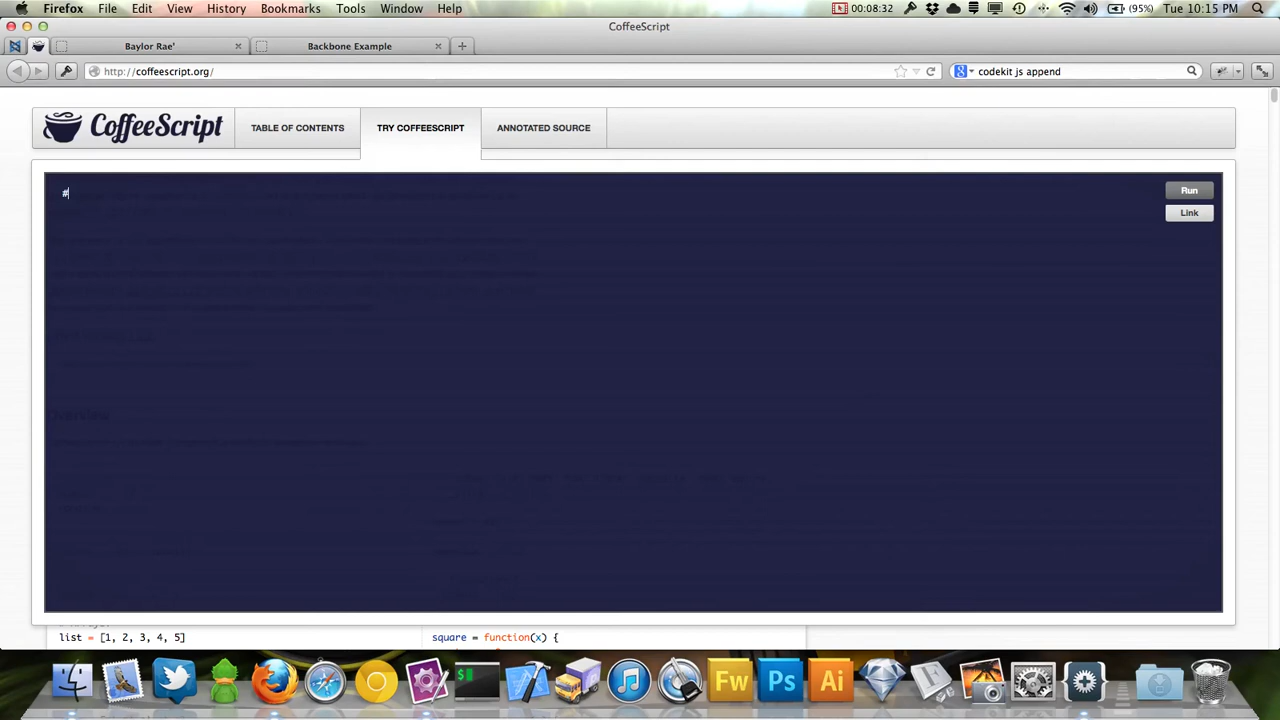 Firefox File Edit View History Bookmarks Tools Window Help 00:08:32 (95%) Tue 10:15 PM
CoffeeScript
Baylor Rae' Backbone Example
http://coffeescript.org/ codekit js append
CoffeeScript TABLE OF CONTENTS TRY COFFEESCRIPT ANNOTATED SOURCE
# Run
Link
list = [1, 2, 3, 4, 5] square = function(x) {
$ Fw Ps Ai